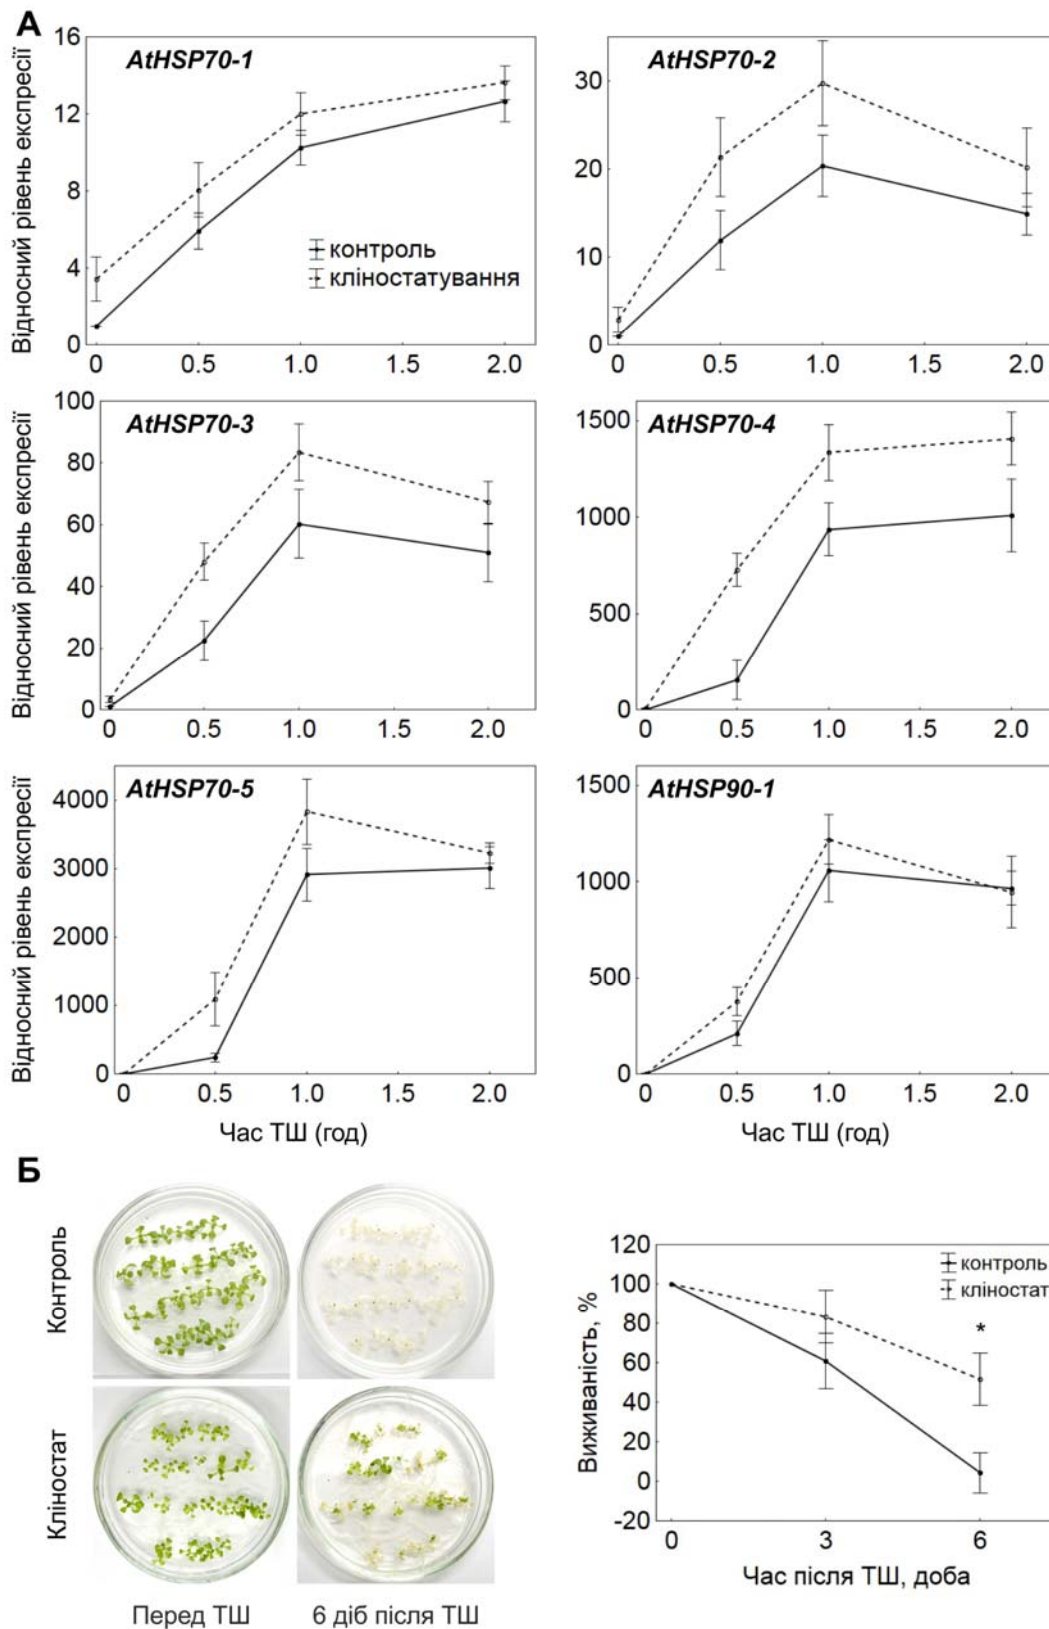 А
AtHSP70-1
Відносний рівень експресії
16
12
8
4
0
контроль
кліностатування
0 0.5 1.0 1.5 2.0
AtHSP70-2
30
20
10
0
0 0.5 1.0 1.5 2.0
AtHSP70-3
Відносний рівень експресії
100
80
60
40
20
0
0 0.5 1.0 1.5 2.0
AtHSP70-4
1500
1000
500
0
0 0.5 1.0 1.5 2.0
AtHSP70-5
Відносний рівень експресії
4000
3000
2000
1000
0
0 0.5 1.0 1.5 2.0
Час ТШ (год)
AtHSP90-1
1500
1000
500
0
0 0.5 1.0 1.5 2.0
Час ТШ (год)
Б
Контроль
Кліностат
Перед ТШ
6 діб після ТШ
Виживаність, %
120
100
80
60
40
20
0
-20
контроль
кліностат
*
0 3 6
Час після ТШ, доба